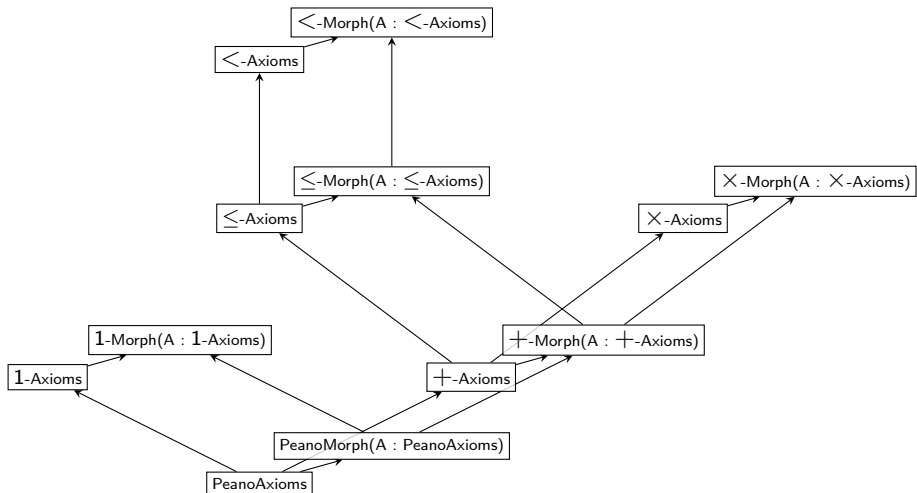 <-Morph(A : <-Axioms)
<-Axioms
≤-Morph(A : ≤-Axioms)
×-Morph(A : ×-Axioms)
≤-Axioms
×-Axioms
1-Morph(A : 1-Axioms)
+-Morph(A : +-Axioms)
1-Axioms
+-Axioms
PeanoMorph(A : PeanoAxioms)
PeanoAxioms